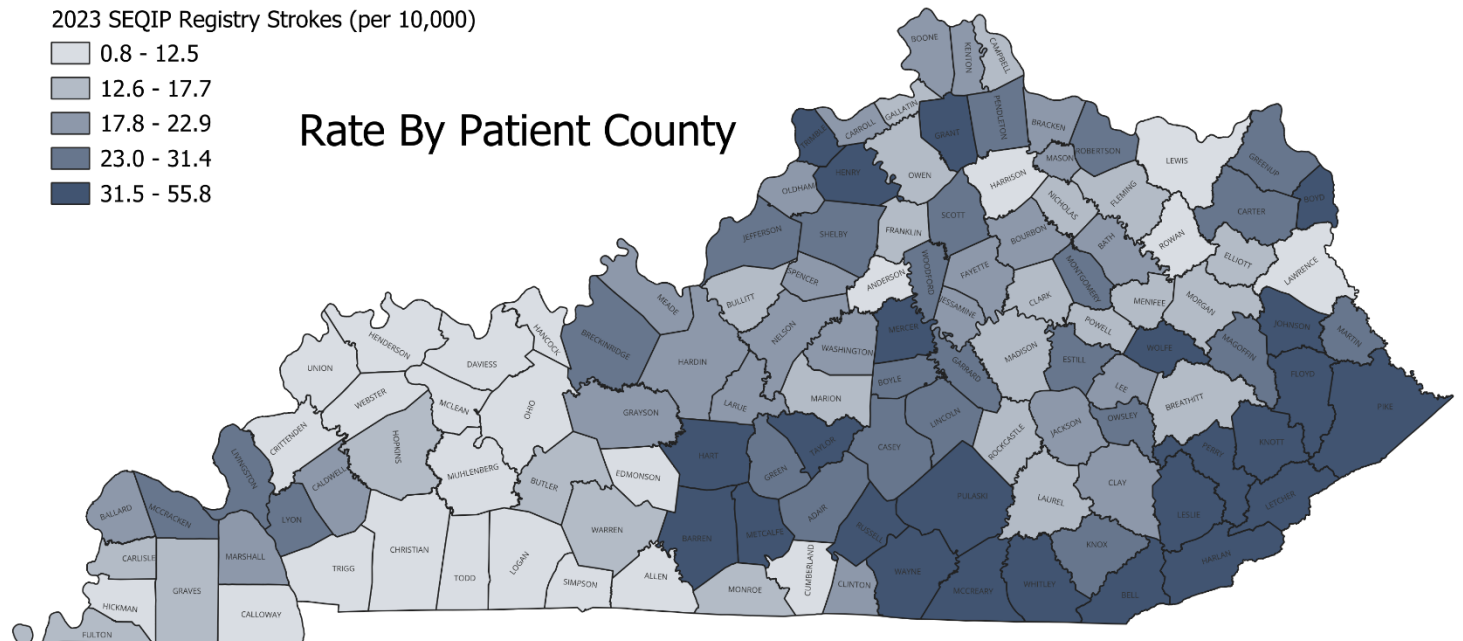 2023 SEQIP Registry Strokes (per 10,000)
0.8 - 12.5
12.6 - 17.7
17.8 - 22.9
23.0 - 31.4
31.5 - 55.8
Rate By Patient County
BOONE
KENTON
CAMPBELL
TRIMBLE
CARROLL
GALLATIN
GRANT
PENDLETON
BRACKEN
MASON
ROBERTSON
LEWIS
GREENUP
BOYD
CARTER
OLDHAM
HENRY
OWEN
HARRISON
NICHOLAS
FLEMING
ROWAN
ELLIOTT
LAWRENCE
JEFFERSON
SHELBY
FRANKLIN
SCOTT
BOURBON
BATH
MEADE
BULLITT
SPENCER
ANDERSON
WOODFORD
FAYETTE
JESSAMINE
CLARK
MONTGOMERY
MENIFEE
MORGAN
POWELL
BRECKINRIDGE
HARDIN
NELSON
WASHINGTON
MERCER
GARRARD
MADISON
ESTILL
WOLFE
MAGOFFIN
JOHNSON
MARTIN
HANCOCK
HENDERSON
DAVIESS
UNION
WEBSTER
MCLEAN
OHIO
GRAYSON
LARUE
MARION
BOYLE
LINCOLN
ROCKCASTLE
JACKSON
LEE
OWSLEY
BREATHITT
FLOYD
PIKE
CRITTENDEN
HOPKINS
MUHLENBERG
BUTLER
EDMONSON
HART
GREEN
TAYLOR
CASEY
PULASKI
LAUREL
CLAY
PERRY
KNOTT
LETCHER
LESLIE
HARLAN
LIVINGSTON
CALDWELL
LYON
BALLARD
MCCRACKEN
MARSHALL
CARLISLE
GRAVES
HICKMAN
FULTON
CALLOWAY
TRIGG
CHRISTIAN
TODD
LOGAN
SIMPSON
WARREN
ALLEN
BARREN
METCALFE
MONROE
ADAIR
CUMBERLAND
RUSSELL
CLINTON
WAYNE
MCCREARY
WHITLEY
KNOX
BELL